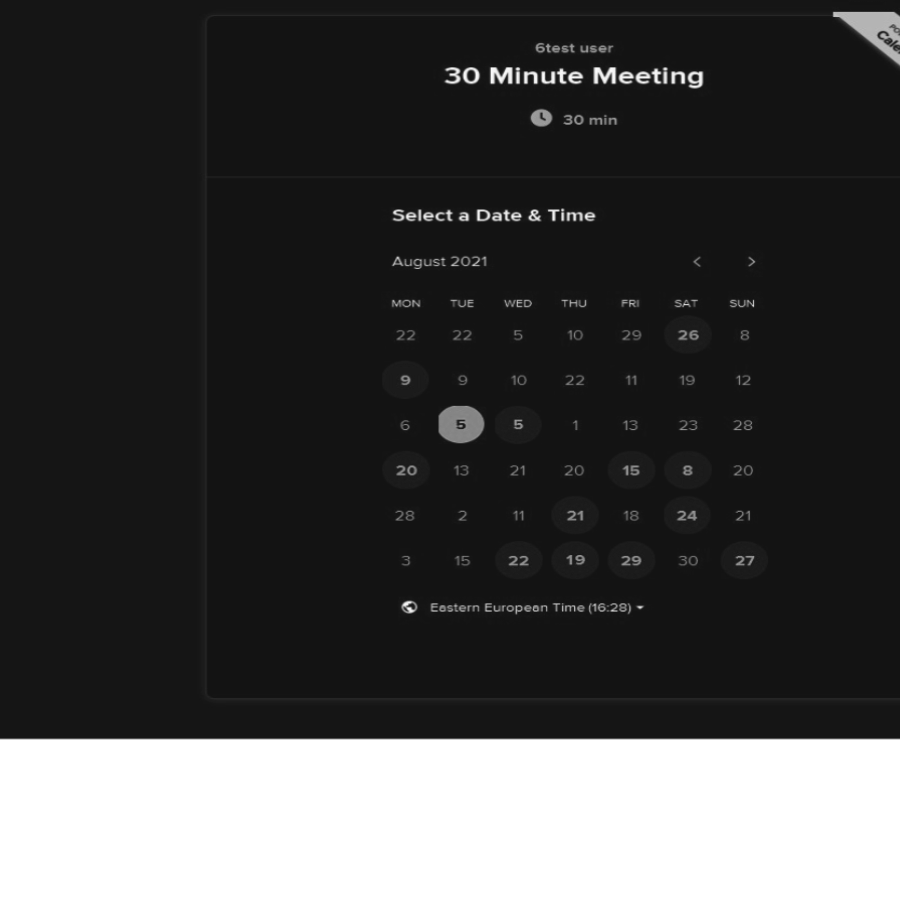 6test user
30 Minute Meeting
30 min
Select a Date & Time
August 2021
MON TUE WED THU FRI SAT SUN
22 22 5 10 29 26 8
9 9 10 22 11 19 12
6 5 5 1 13 23 28
20 13 21 20 15 8 20
28 2 11 21 18 24 21
3 15 22 19 29 30 27
Eastern European Time (16:28)